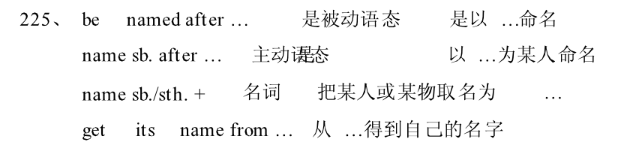 225、 be named after … 是被动语态 是以 …命名
name sb. after … 主动语态是 以 …为某人命名
name sb./sth. + 名词 把某人或某物取名为 …
get its name from … 从 …得到自己的名字